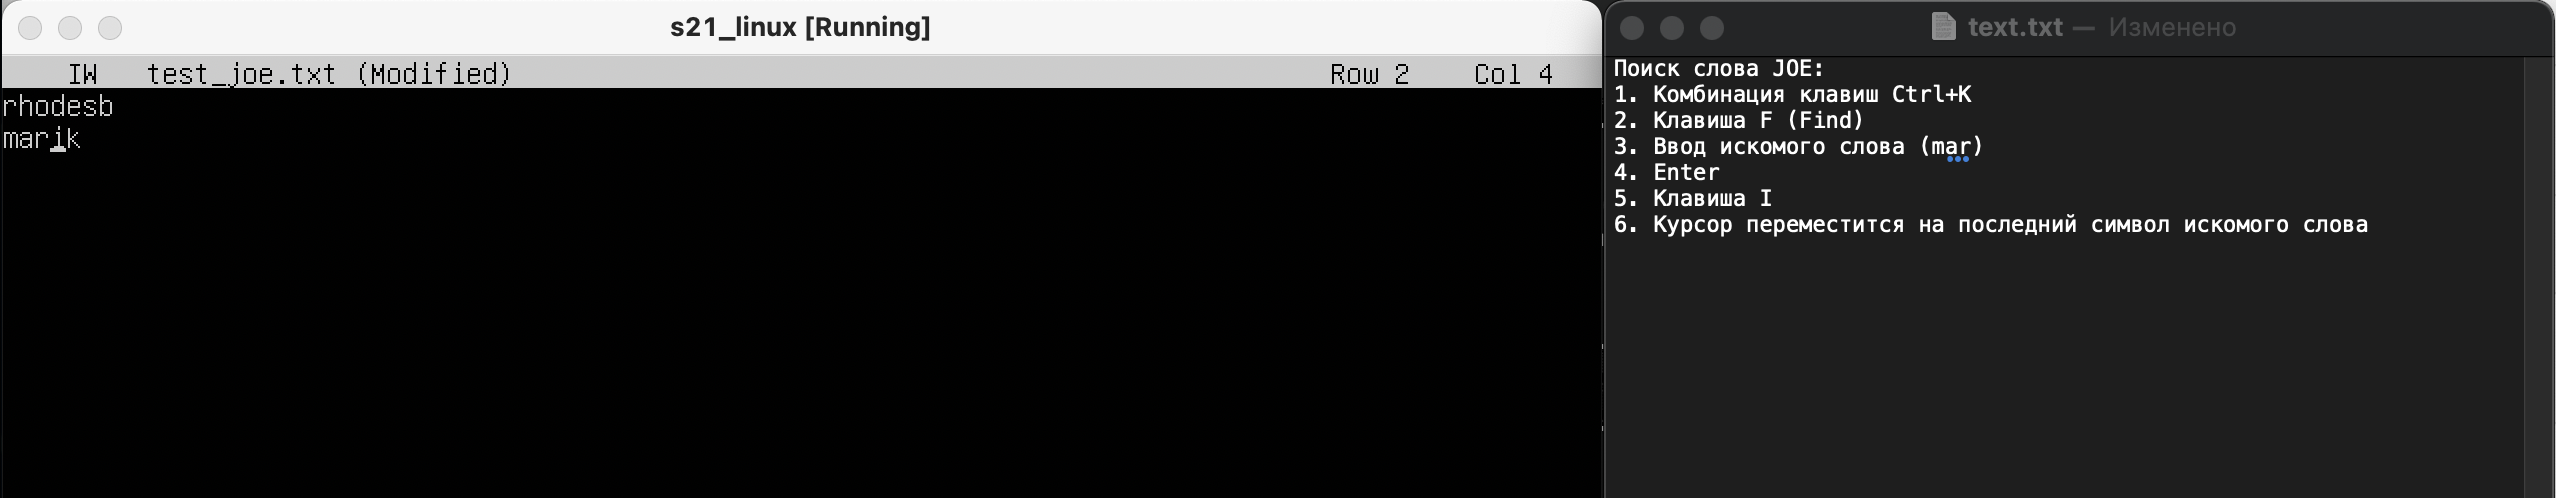 s21_linux [Running]
IW test_joe.txt (Modified) Row 2 Col 4
rhodesb
marik
text.txt — Изменено
Поиск слова JOE:
1. Комбинация клавиш Ctrl+K
2. Клавиша F (Find)
3. Ввод искомого слова (mar)
4. Enter
5. Клавиша I
6. Курсор переместится на последний символ искомого слова